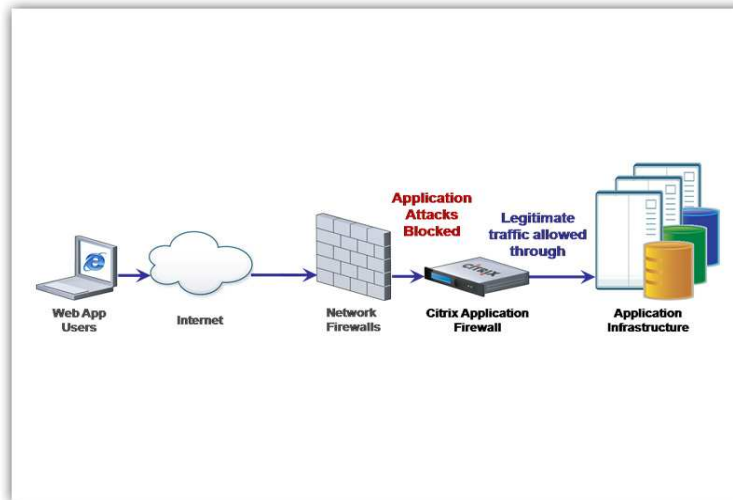 Application
Attacks
Blocked
Legitimate
traffic allowed
through
CITRIX
Web App
Users
Internet
Network
Firewalls
Citrix Application
Firewall
Application
Infrastructure